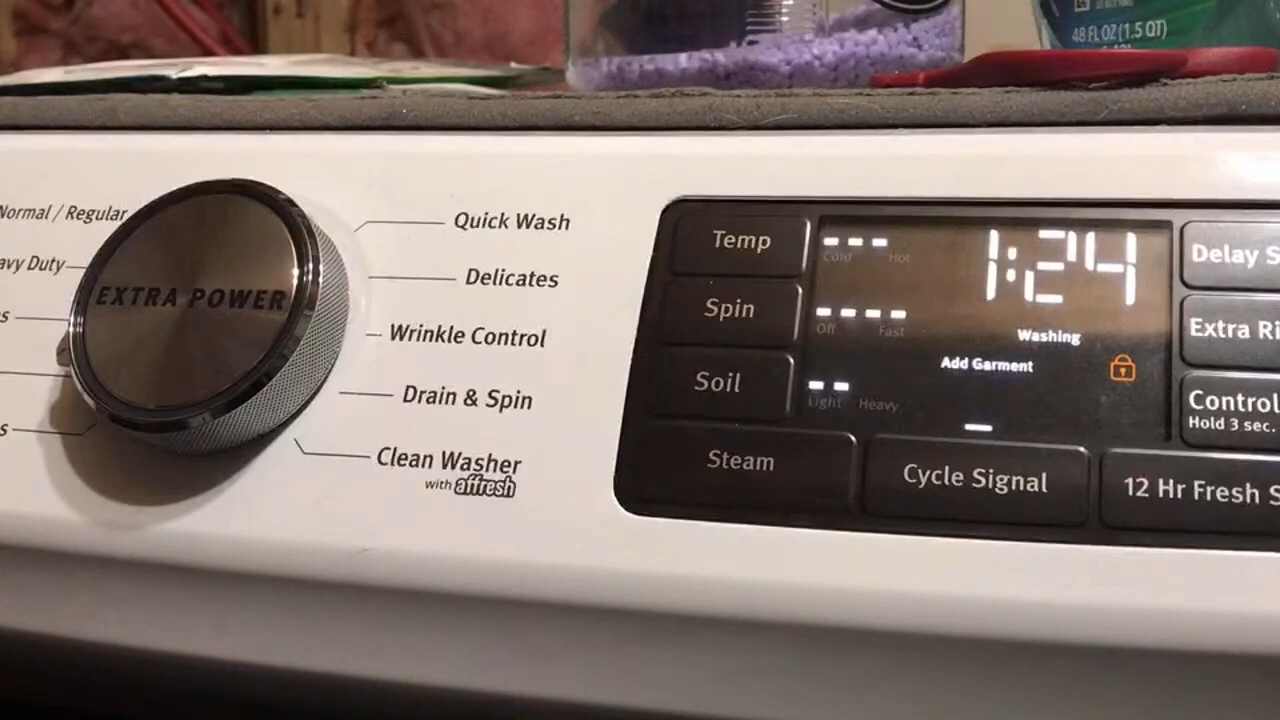 48 FL OZ (1.5 QT)
Normal / Regular
avy Duty
s
s
EXTRA POWER
Quick Wash
Delicates
Wrinkle Control
Drain & Spin
Clean Washer
with affresh
Temp
Spin
Soil
Steam
Cold Hot
Off Fast
Light Heavy
1:24
Washing
Add Garment
Cycle Signal
Delay S
Extra Ri
Control
Hold 3 sec.
12 Hr Fresh S